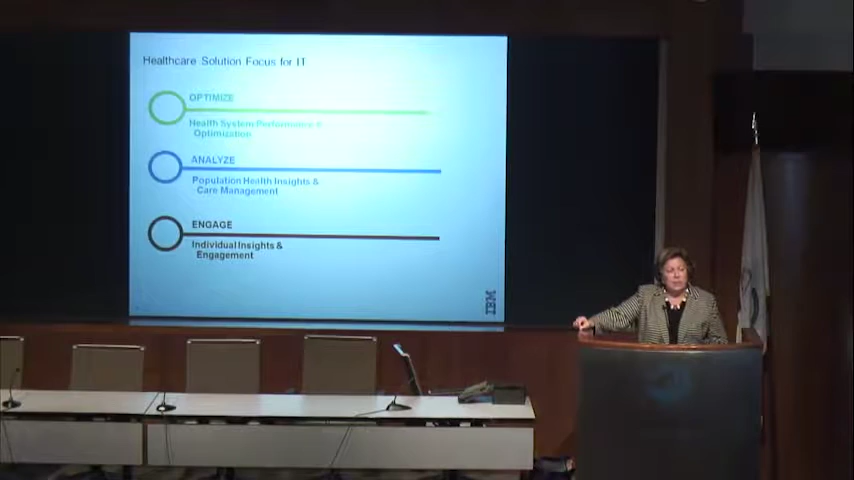 Healthcare Solution Focus for IT
OPTIMIZE
Health System Performance &
Optimization
ANALYZE
Population Health Insights &
Care Management
ENGAGE
Individual Insights &
Engagement
IBM